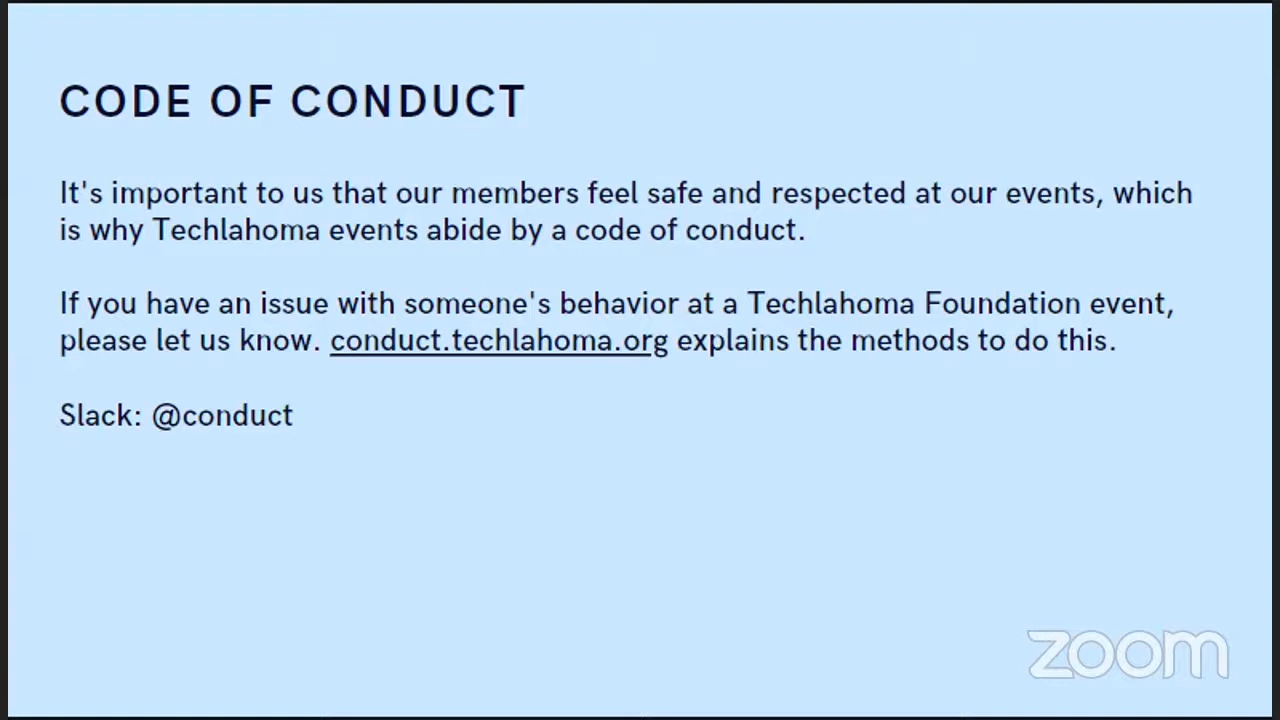 CODE OF CONDUCT
It's important to us that our members feel safe and respected at our events, which
is why Techlahoma events abide by a code of conduct.
If you have an issue with someone's behavior at a Techlahoma Foundation event,
please let us know. conduct.techlahoma.org explains the methods to do this.
Slack: @conduct
zoom